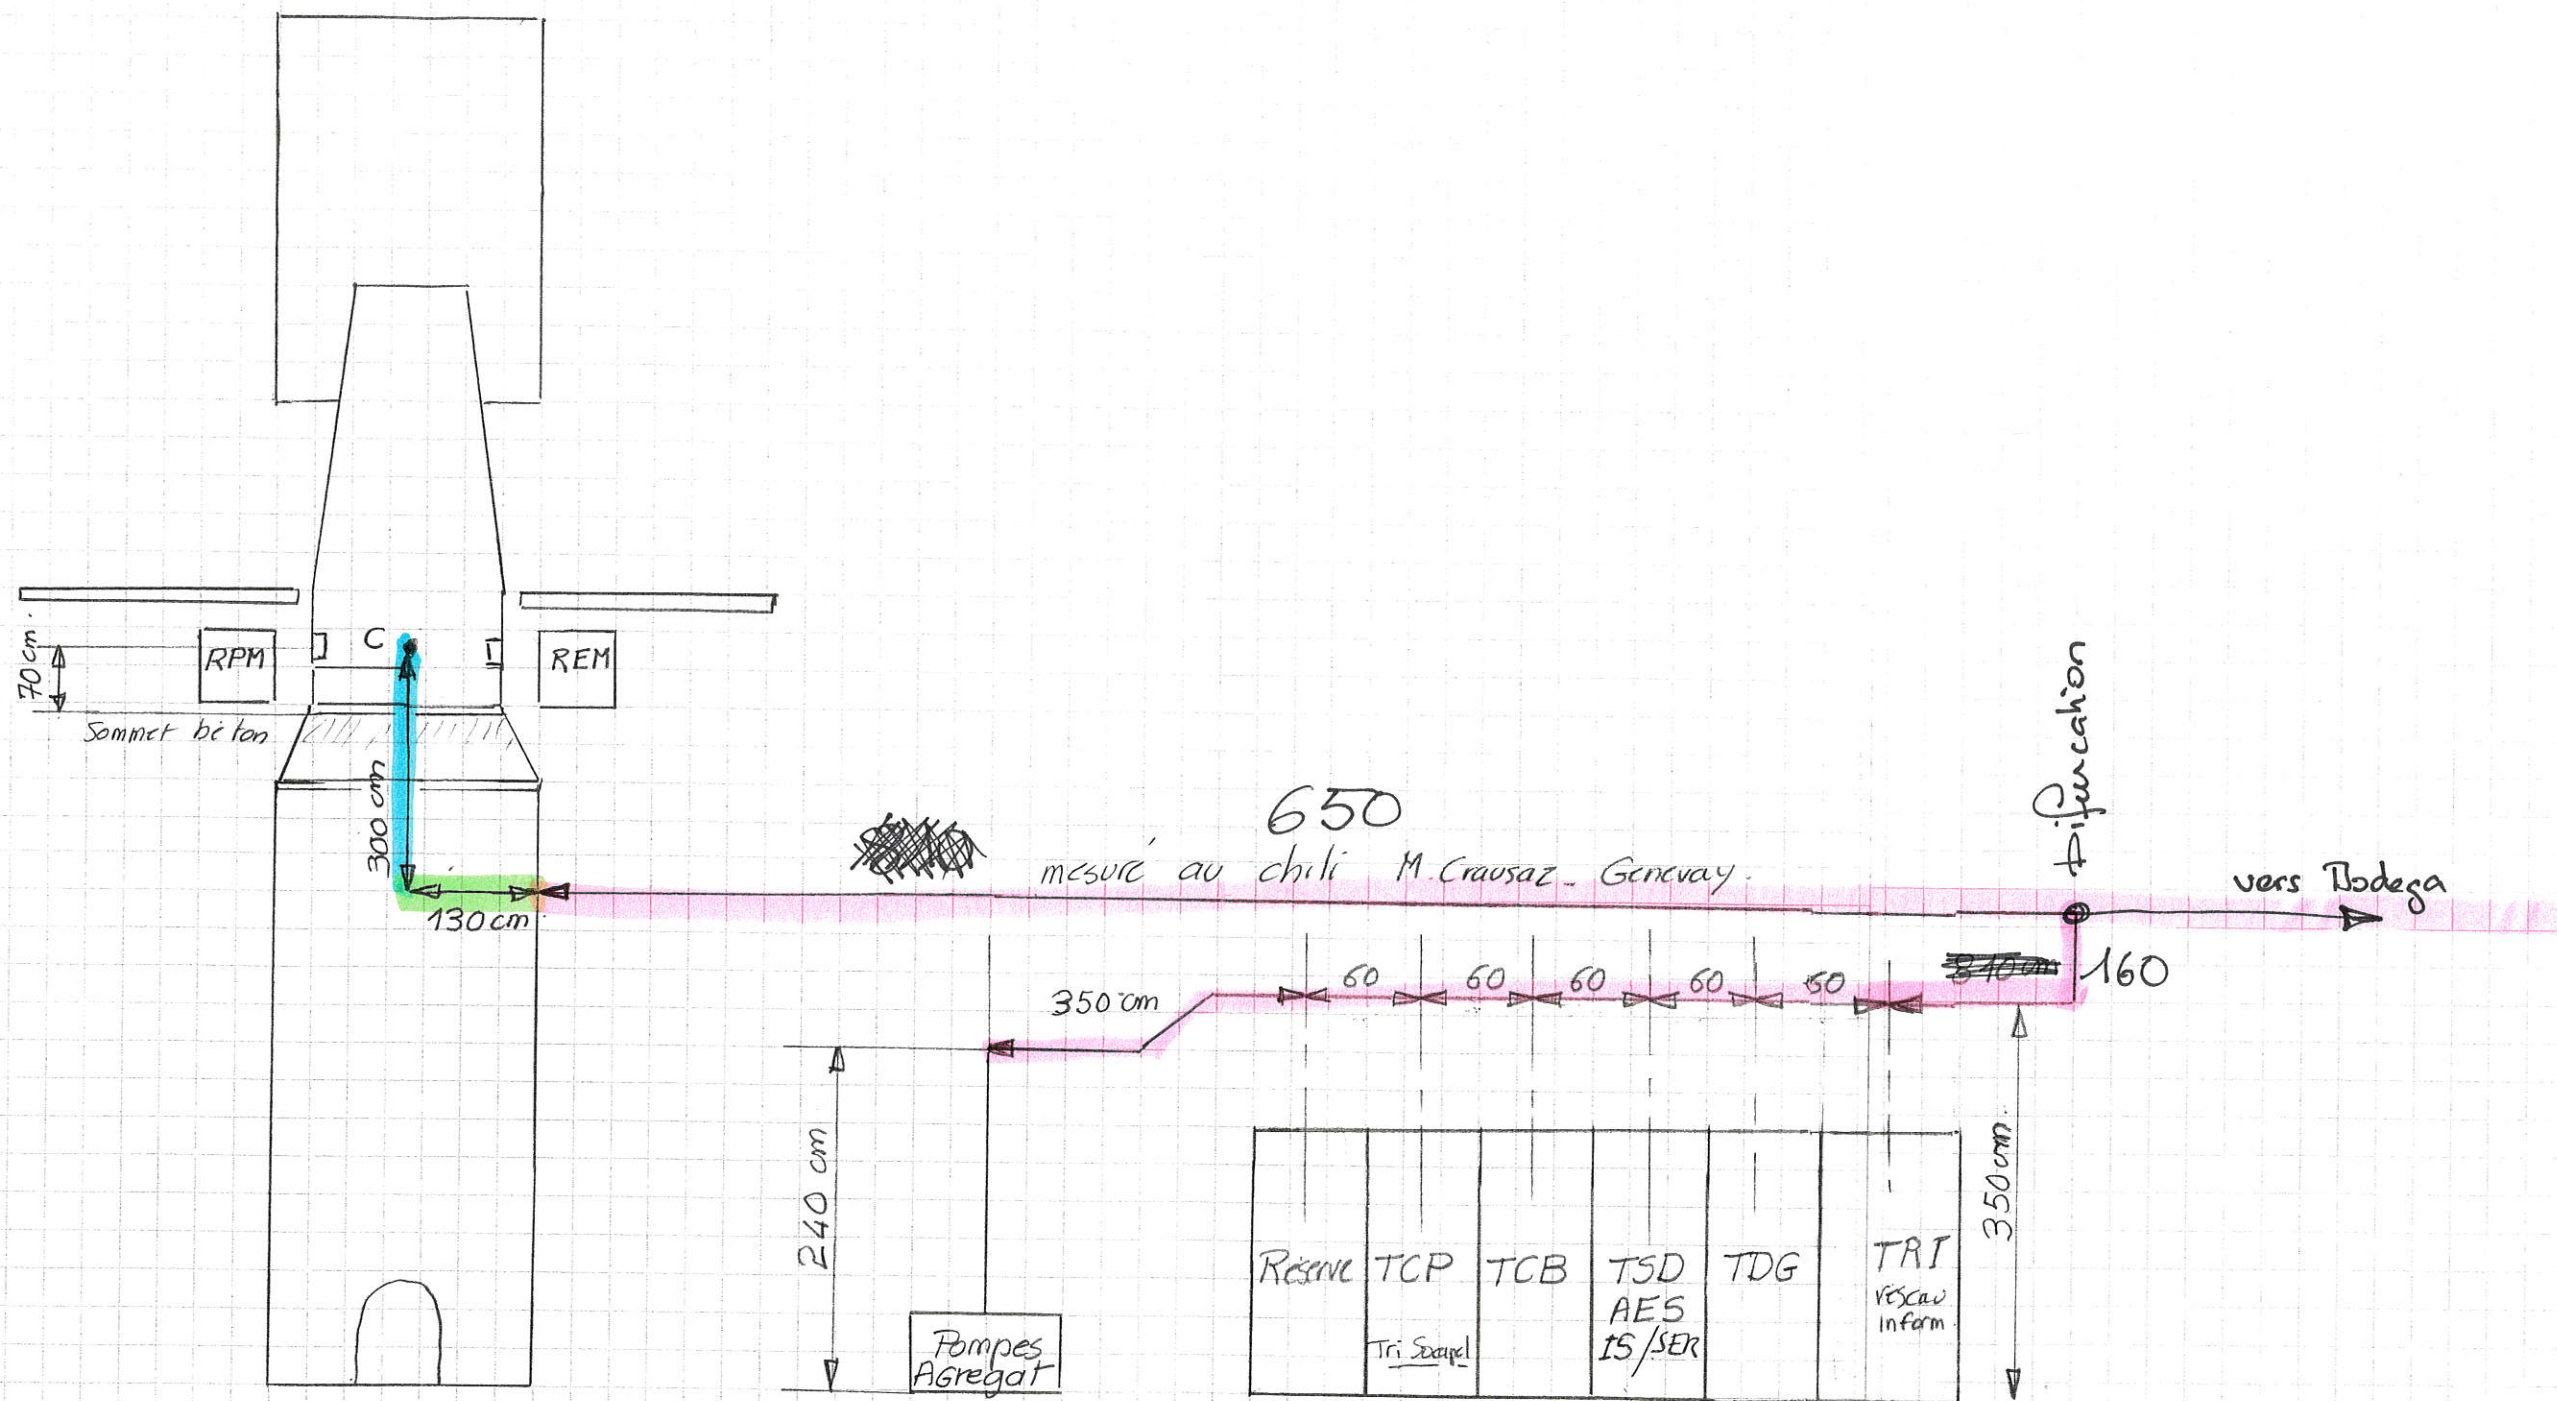 C
RPM
REM
70 cm.
Sommet béton
300 cm
130 cm
650
mesuré au chili M. Crausaz - Genevay.
Bifurcation
vers Bodega
350 cm
60
60
60
60
50
160
240 cm
350 cm.
Pompes
AGregat
Réserve
TCP
Tri Socapel
TCB
TSD
AES
IS/SER
TDG
TRI
réseau
inform